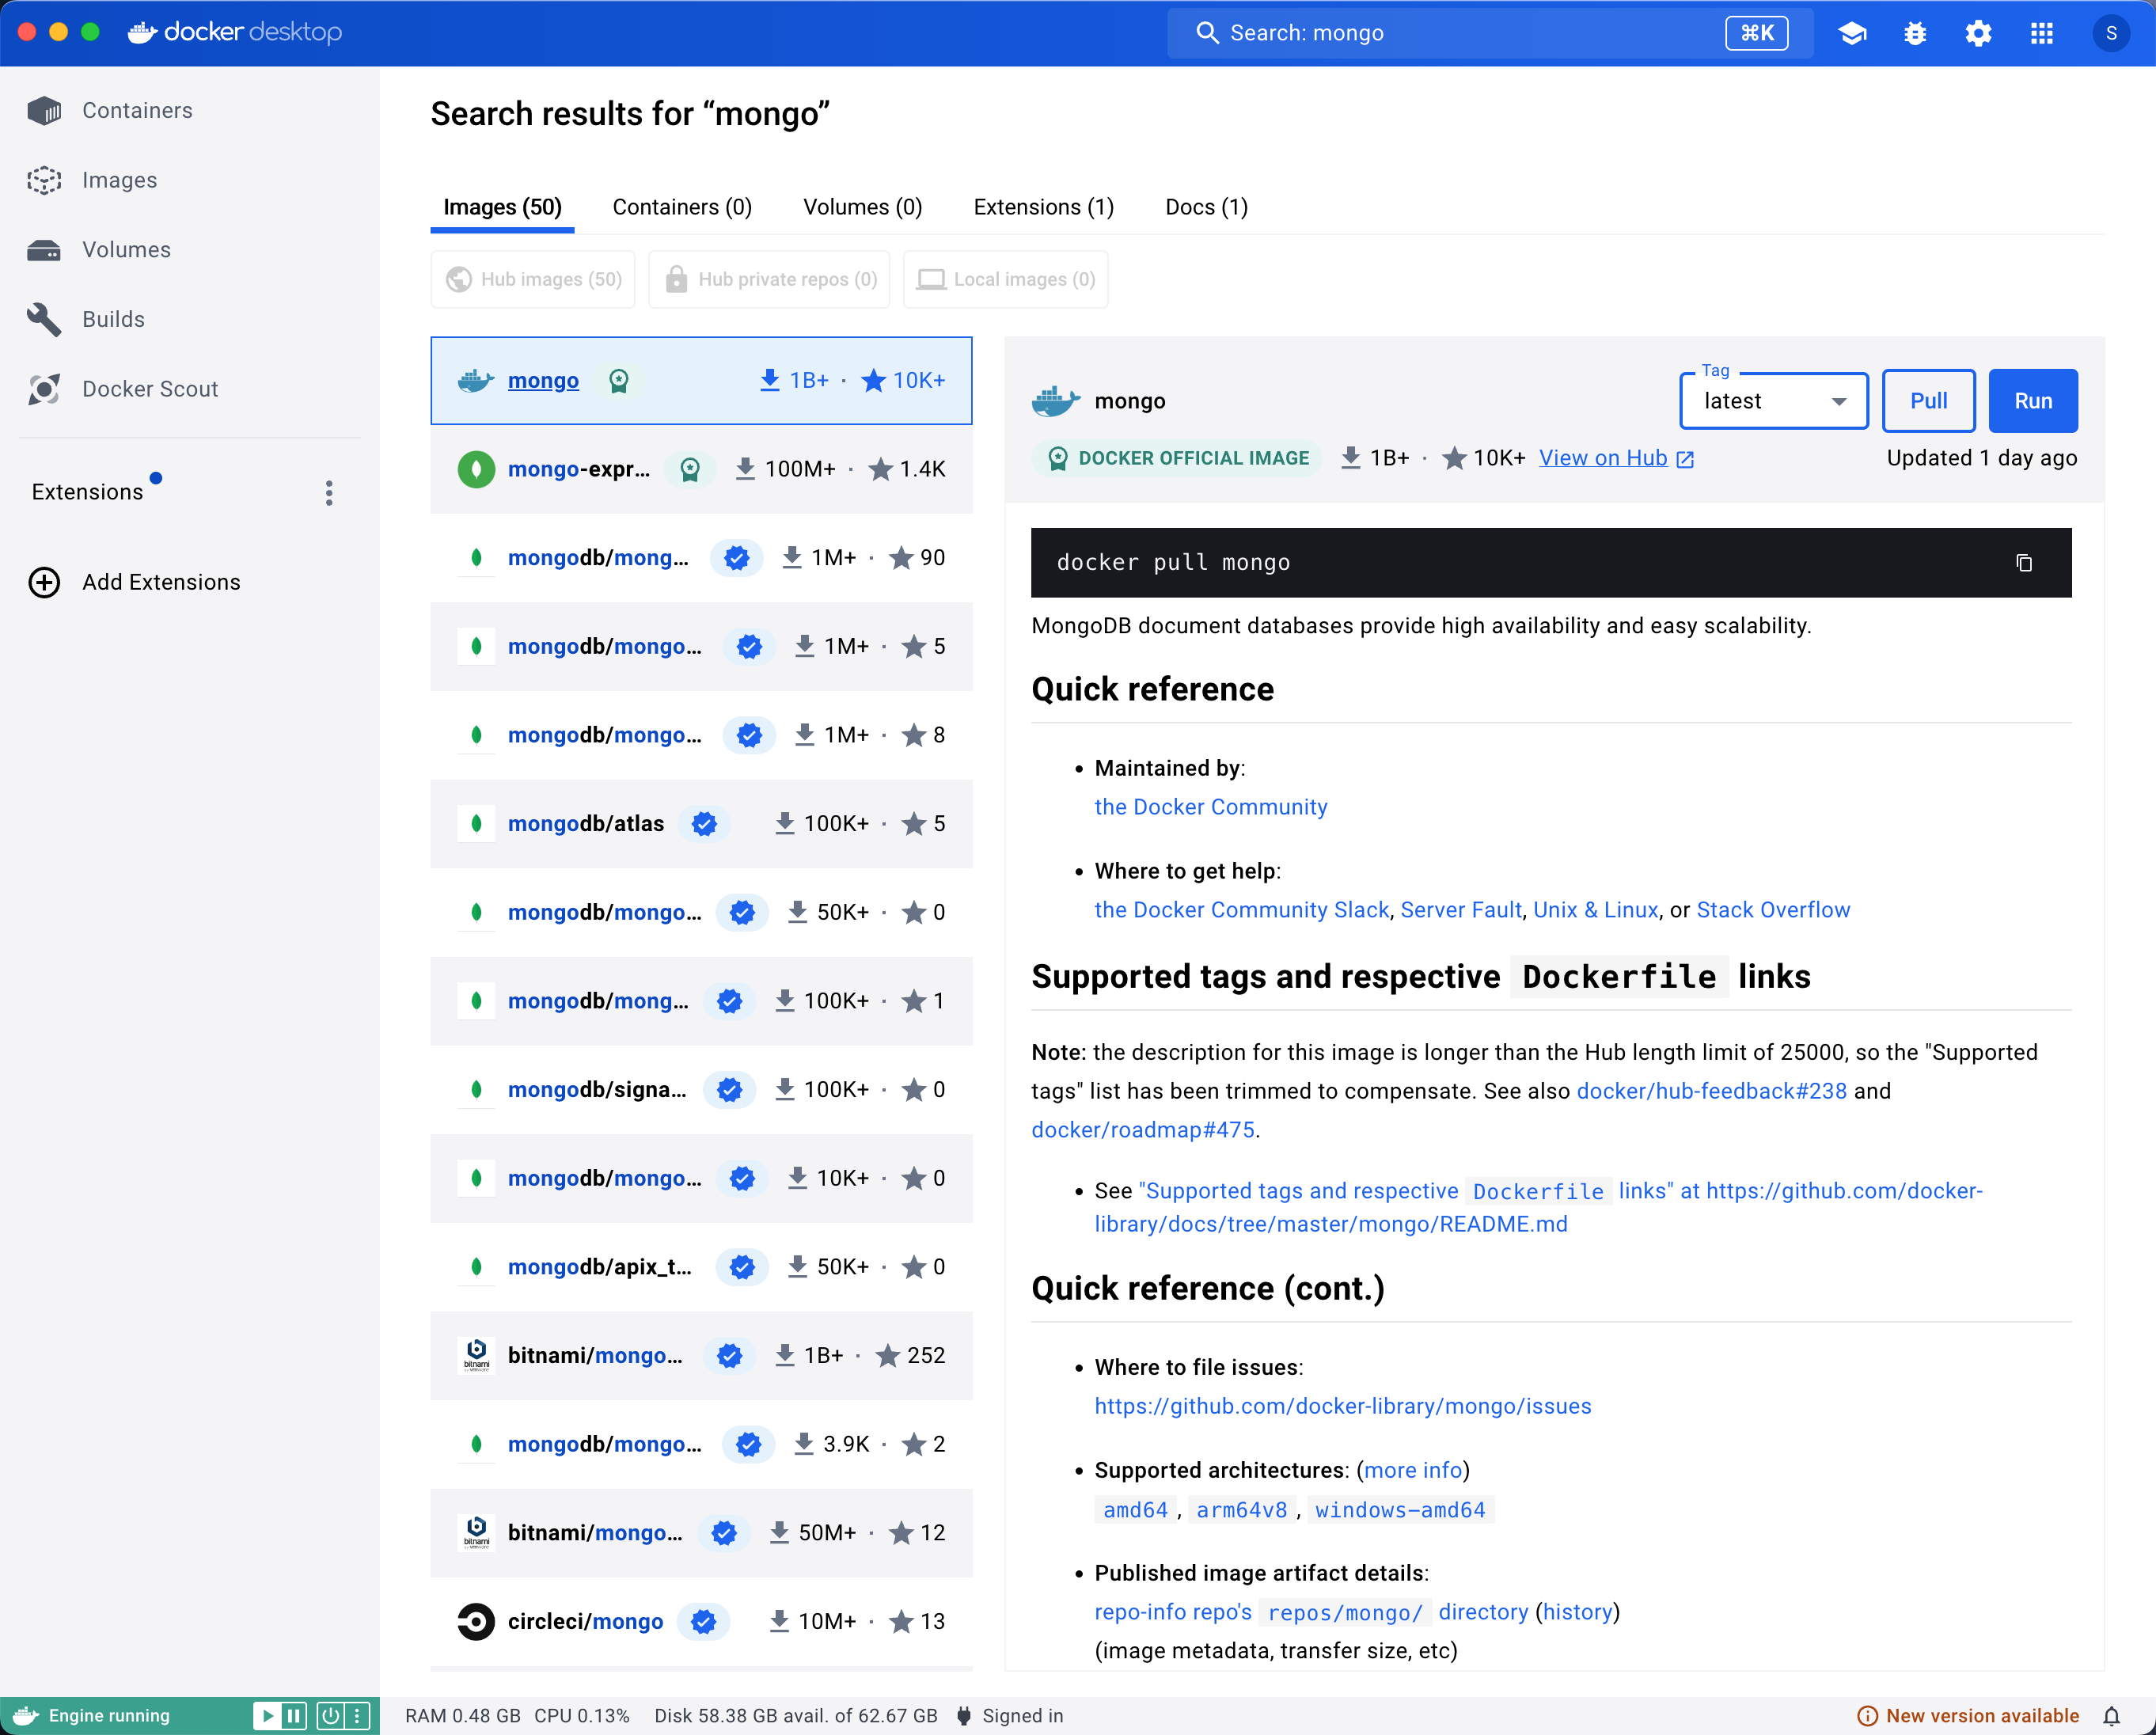 docker desktop
Search: mongo
⌘K
S
Containers
Images
Volumes
Builds
Docker Scout
Extensions
Add Extensions
Search results for “mongo”
Images (50)
Containers (0)
Volumes (0)
Extensions (1)
Docs (1)
Hub images (50)
Hub private repos (0)
Local images (0)
mongo 1B+ · 10K+
mongo-expr... 100M+ · 1.4K
mongodb/mong... 1M+ · 90
mongodb/mongo... 1M+ · 5
mongodb/mongo... 1M+ · 8
mongodb/atlas 100K+ · 5
mongodb/mongo... 50K+ · 0
mongodb/mong... 100K+ · 1
mongodb/signa... 100K+ · 0
mongodb/mongo... 10K+ · 0
mongodb/apix_t... 50K+ · 0
bitnami
bitnami/mongo... 1B+ · 252
mongodb/mongo... 3.9K · 2
bitnami
bitnami/mongo... 50M+ · 12
circleci/mongo 10M+ · 13
mongo
Tag
latest
Pull
Run
DOCKER OFFICIAL IMAGE 1B+ · 10K+ View on Hub
Updated 1 day ago
docker pull mongo
MongoDB document databases provide high availability and easy scalability.
Quick reference
• Maintained by:
the Docker Community
• Where to get help:
the Docker Community Slack, Server Fault, Unix & Linux, or Stack Overflow
Supported tags and respective Dockerfile links
Note: the description for this image is longer than the Hub length limit of 25000, so the "Supported
tags" list has been trimmed to compensate. See also docker/hub-feedback#238 and
docker/roadmap#475.
• See "Supported tags and respective Dockerfile links" at https://github.com/docker-
library/docs/tree/master/mongo/README.md
Quick reference (cont.)
• Where to file issues:
https://github.com/docker-library/mongo/issues
• Supported architectures: (more info)
amd64 , arm64v8 , windows-amd64
• Published image artifact details:
repo-info repo's repos/mongo/ directory (history)
(image metadata, transfer size, etc)
Engine running
RAM 0.48 GB CPU 0.13% Disk 58.38 GB avail. of 62.67 GB Signed in
New version available